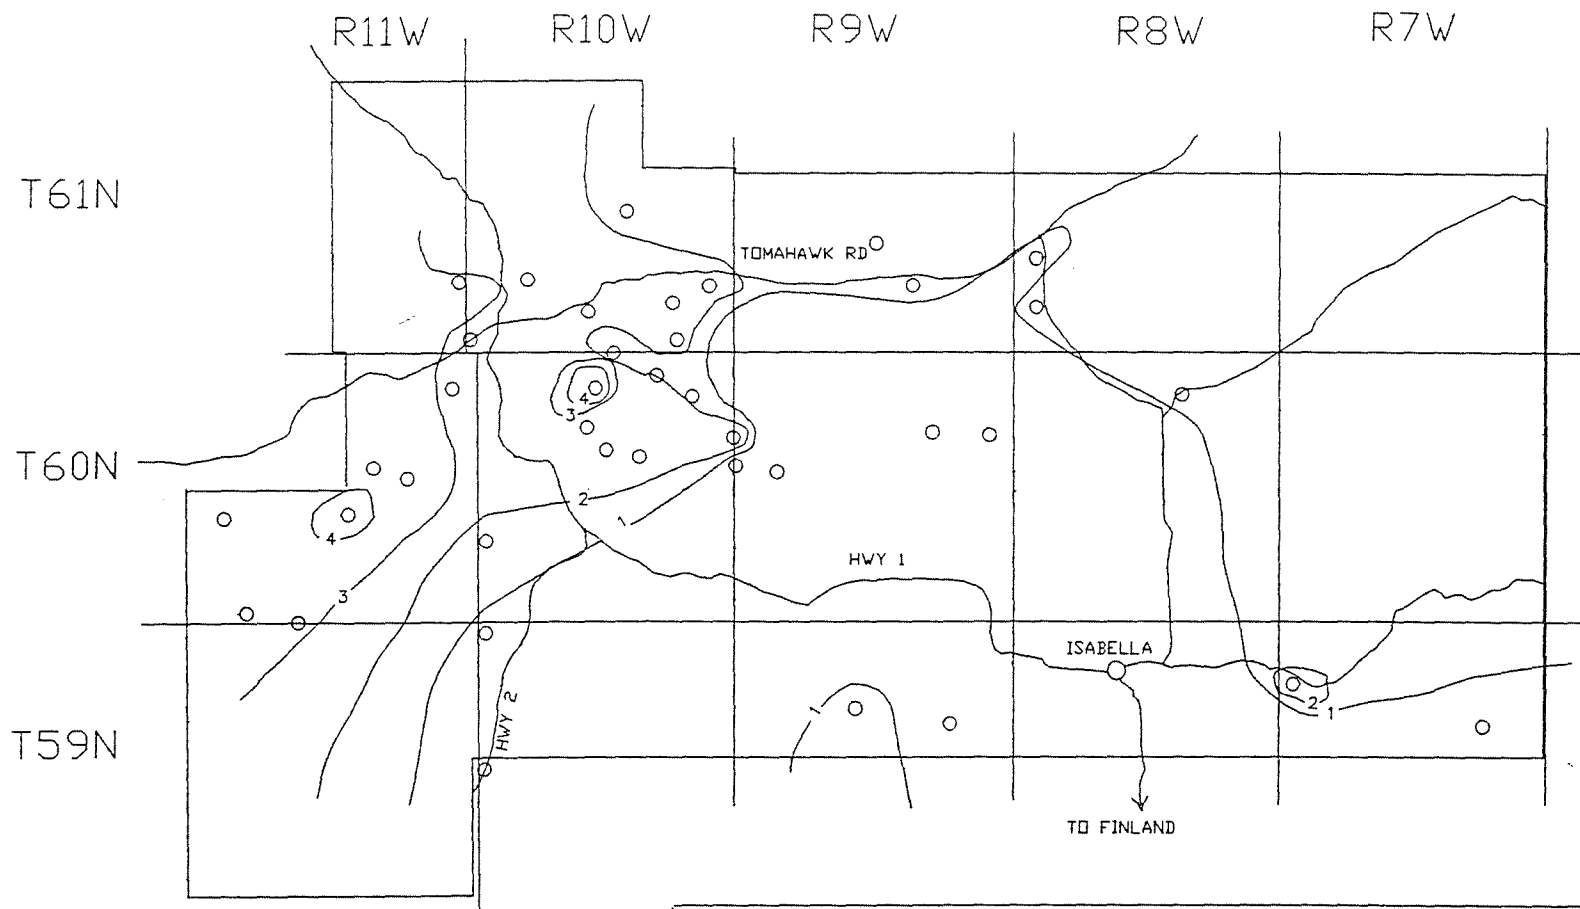 R11W R10W R9W R8W R7W
T61N
TOMAHAWK RD
4
3
T60N
2
1
4
HWY 1
3
ISABELLA
HWY 2
1
2 1
T59N
TO FINLAND